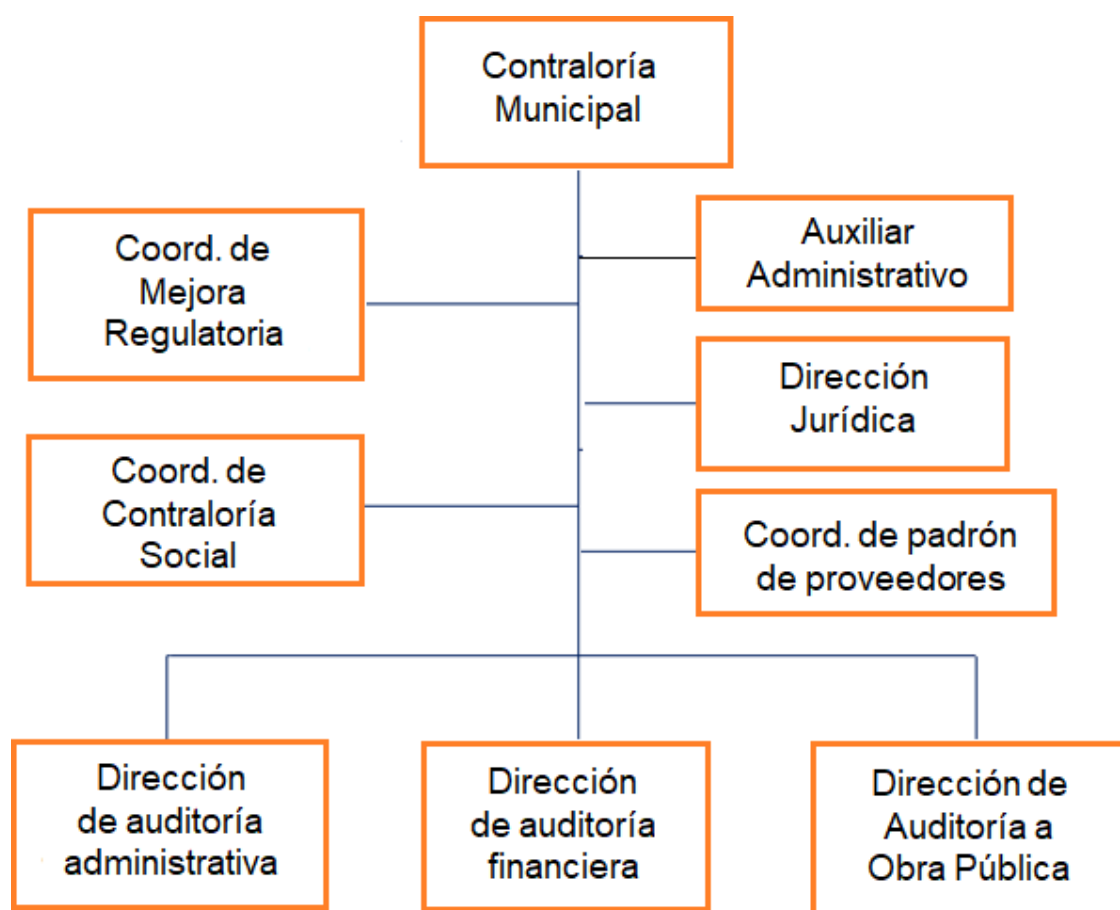 Contraloría
Municipal
Auxiliar
Administrativo
Coord. de
Mejora
Regulatoria
Dirección
Jurídica
Coord. de
Contraloría
Social
Coord. de padrón
de proveedores
Dirección
de auditoría
administrativa
Dirección
de auditoría
financiera
Dirección de
Auditoría a
Obra Pública